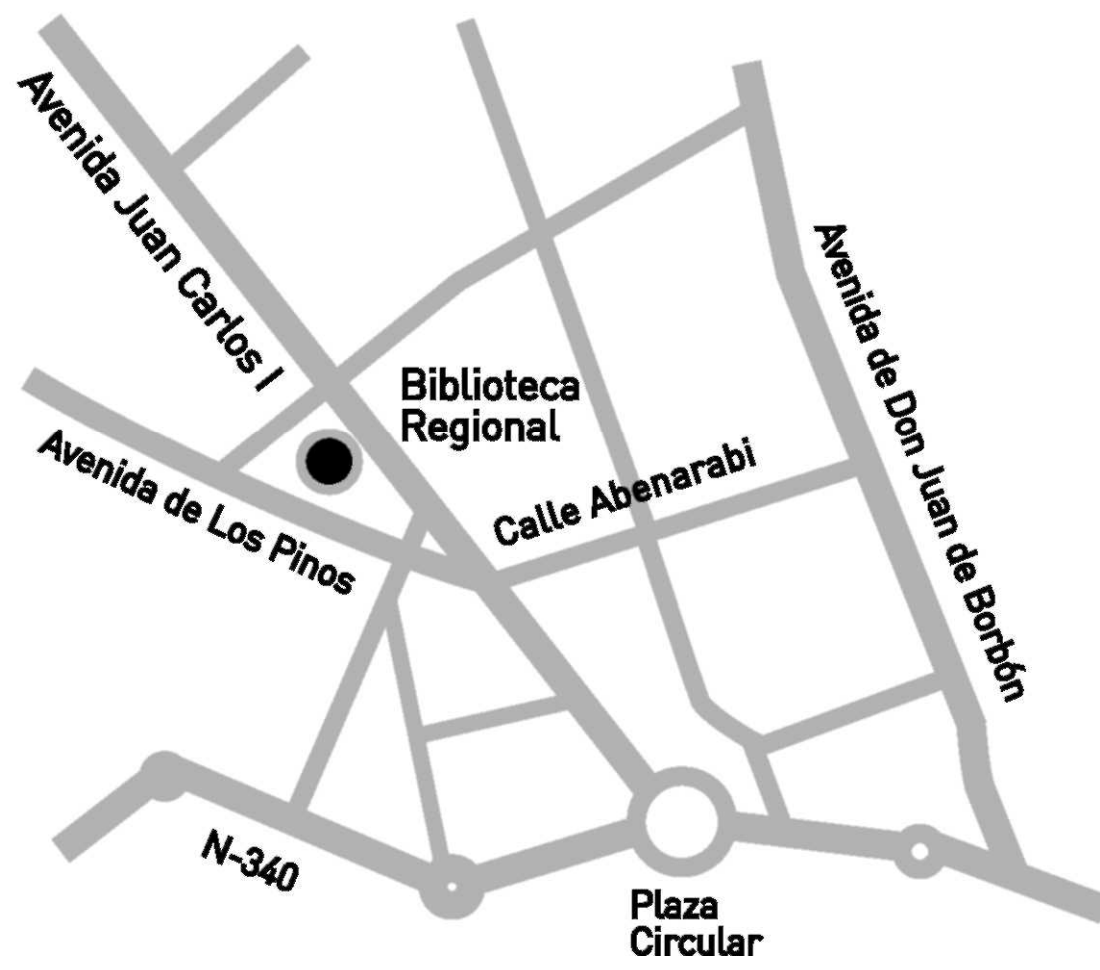 Avenida Juan Carlos I
Avenida de Don Juan de Borbón
Biblioteca
Regional
Calle Abenarabi
Avenida de Los Pinos
N-340
Plaza
Circular